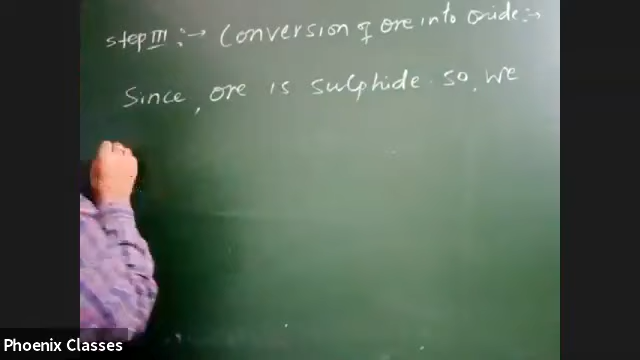 Step III :→ Conversion of ore into oxide :→
Since, ore is sulphide so, we
Phoenix Classes